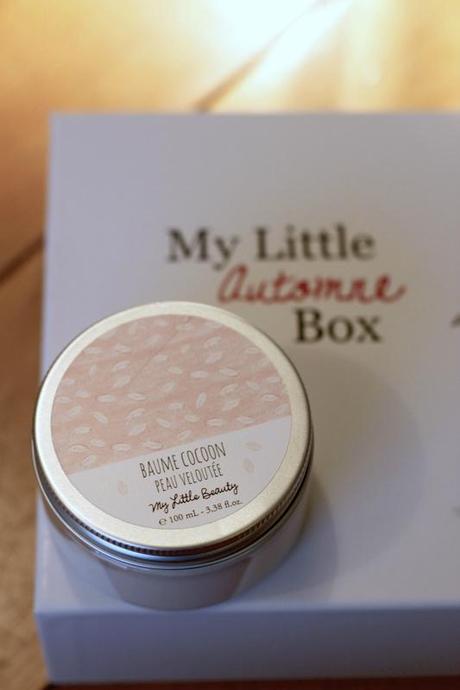 My Little
Automne
Box
BAUME COCOON
PEAU VELOUTÉE
My Little Beauty
℮ 100 mL - 3.38 fl.oz.